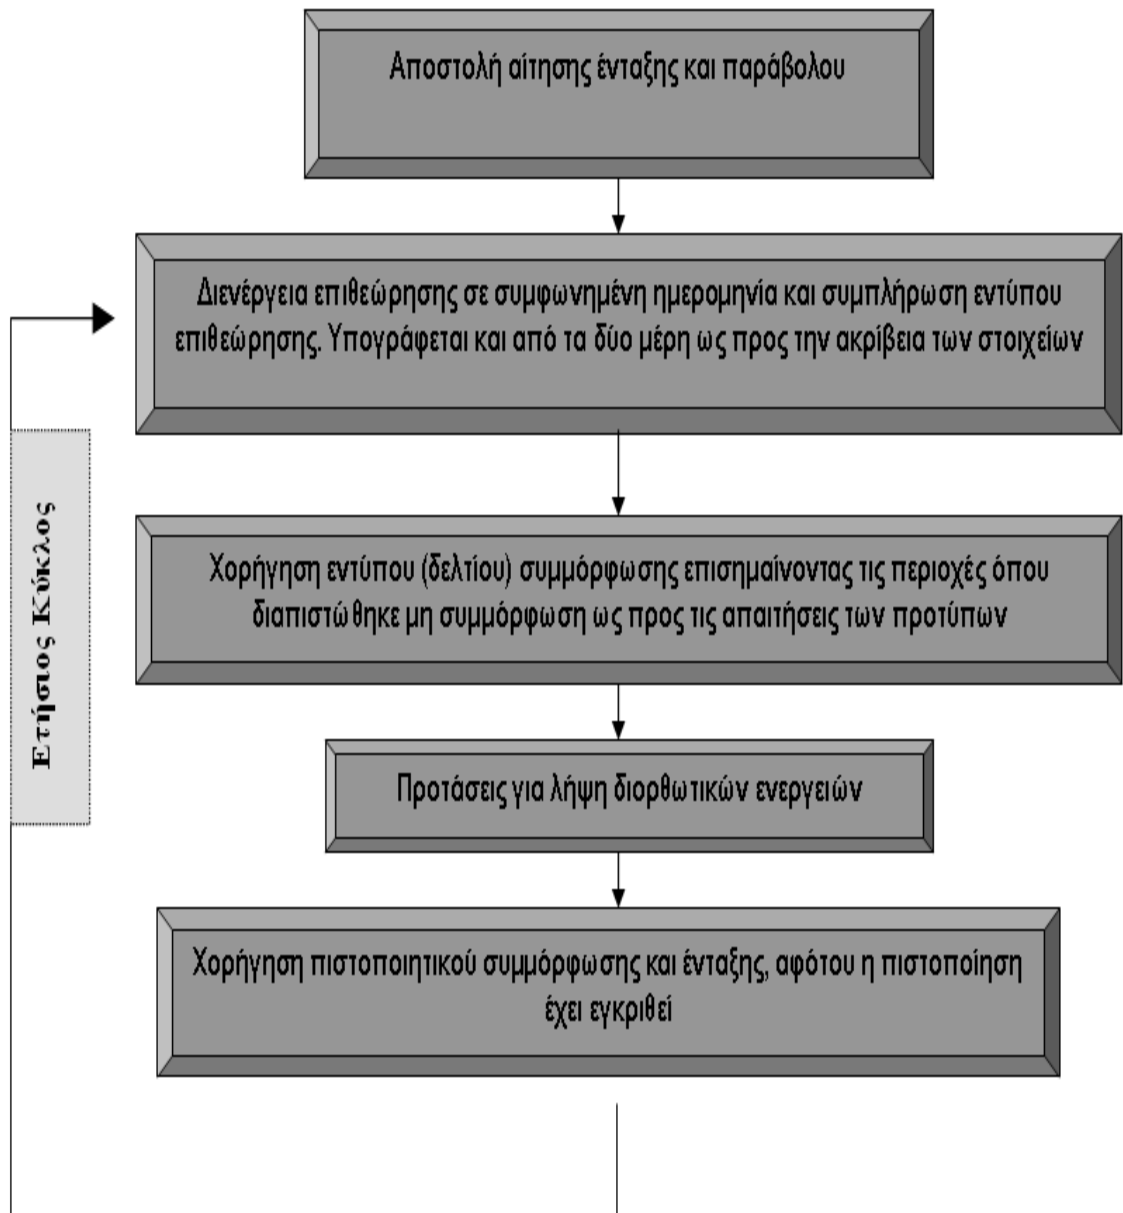 Αποστολή αίτησης ένταξης και παράβολου
Διενέργεια επιθεώρησης σε συμφωνημένη ημερομηνία και συμπλήρωση εντύπου
επιθεώρησης. Υπογράφεται και από τα δύο μέρη ως προς την ακρίβεια των στοιχείων
Ετήσιος Κύκλος
Χορήγηση εντύπου (δελτίου) συμμόρφωσης επισημαίνοντας τις περιοχές όπου
διαπιστώθηκε μη συμμόρφωση ως προς τις απαιτήσεις των προτύπων
Προτάσεις για λήψη διορθωτικών ενεργειών
Χορήγηση πιστοποιητικού συμμόρφωσης και ένταξης, αφότου η πιστοποίηση
έχει εγκριθεί